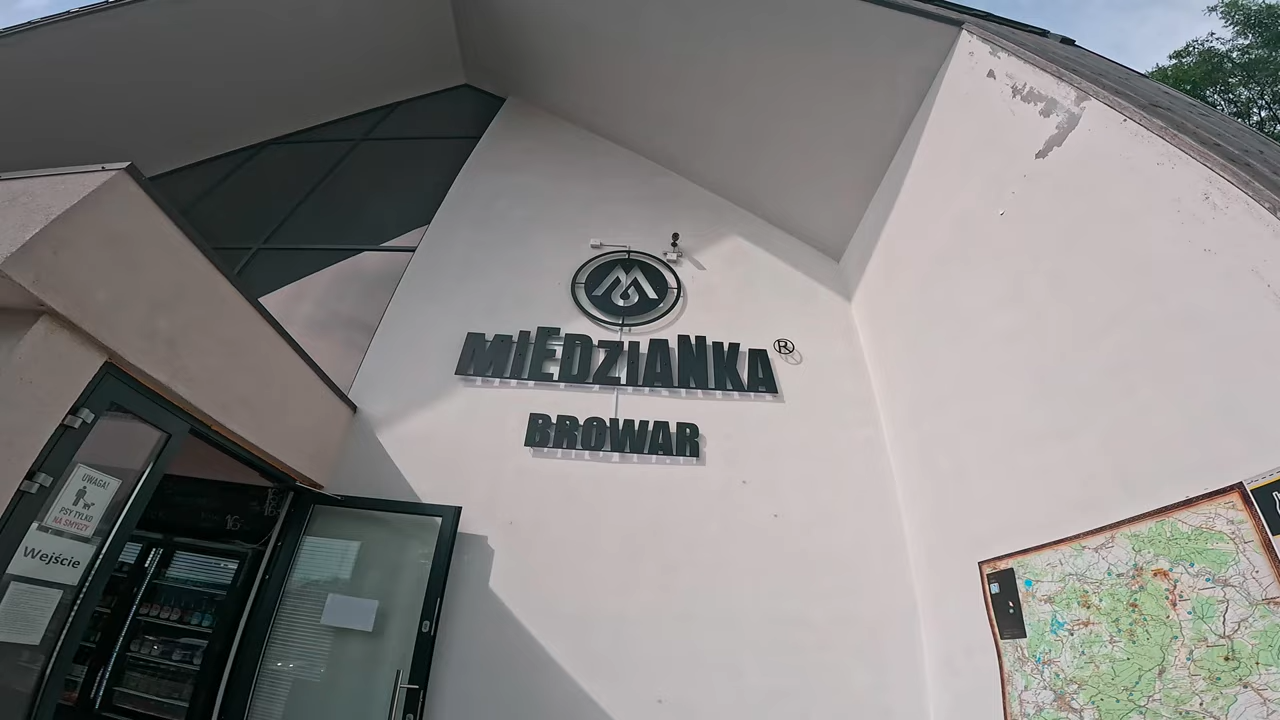 MIEDZIANKA®
BROWAR
UWAGA!
PSY TYLKO
NA SMYCZY
Wejście